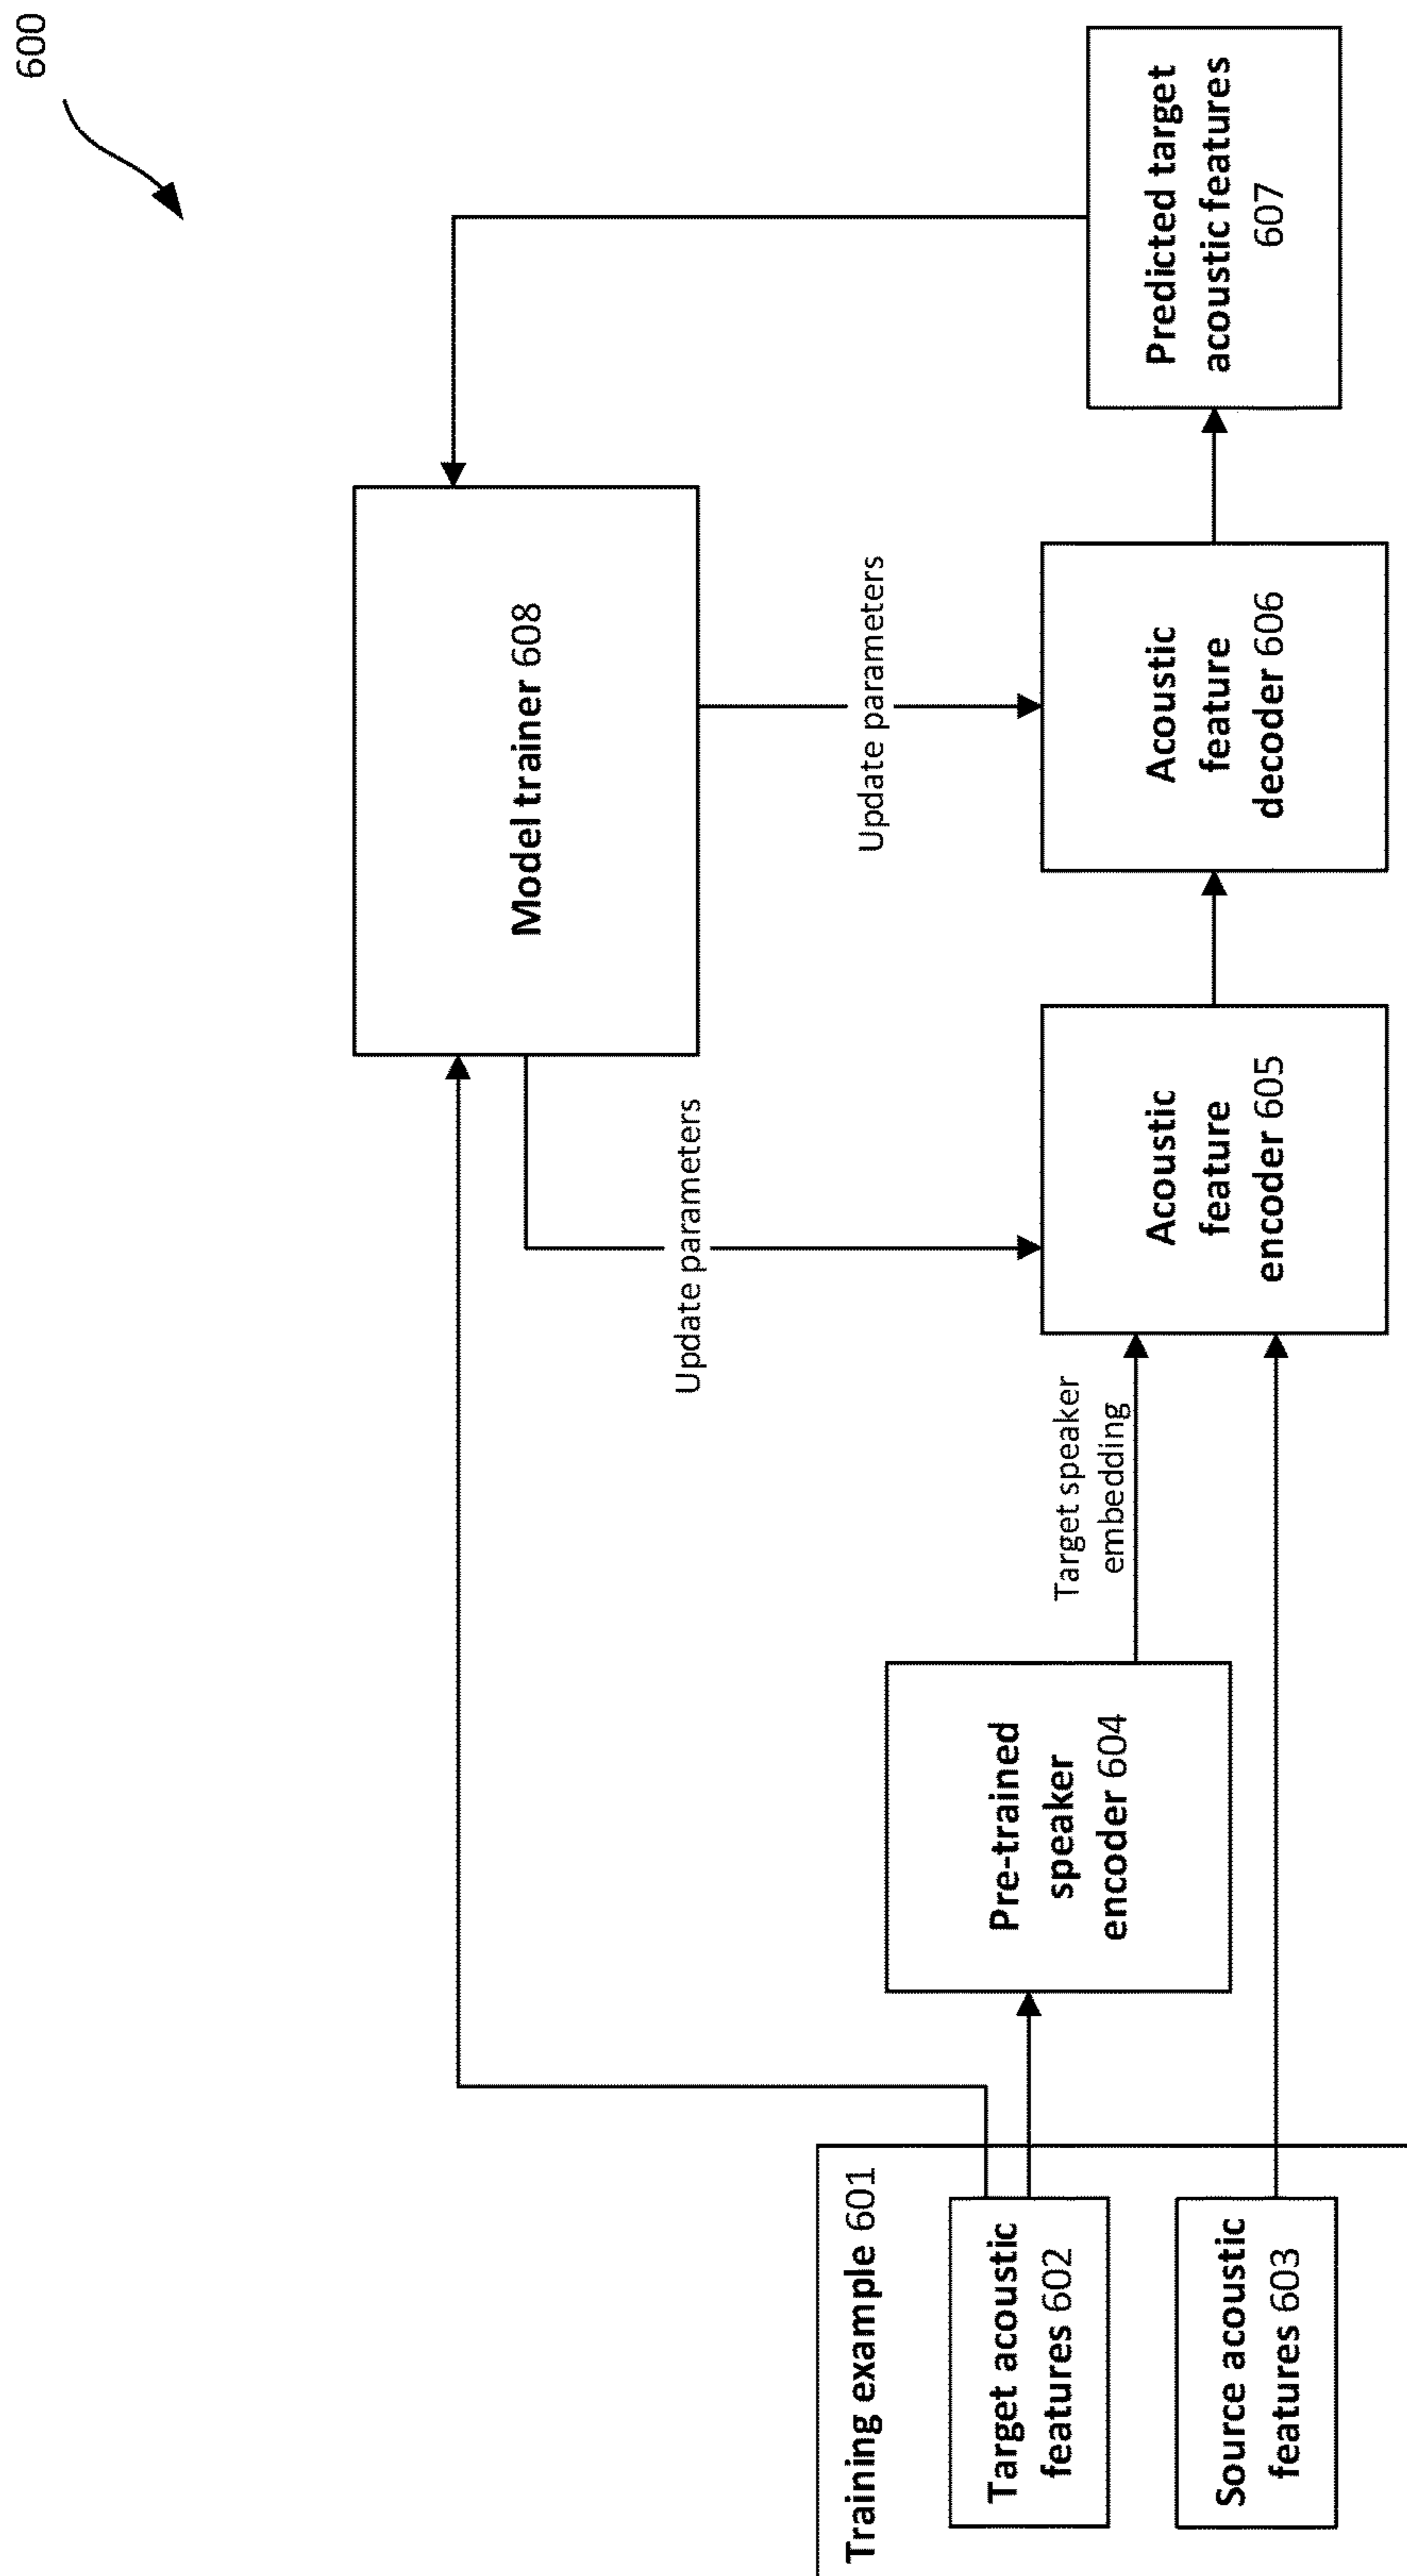 600
Training example 601
Target acoustic
features 602
Source acoustic
features 603
Pre-trained
speaker
encoder 604
Target speaker
embedding
Update parameters
Acoustic
feature
encoder 605
Model trainer 608
Update parameters
Acoustic
feature
decoder 606
Predicted target
acoustic features
607